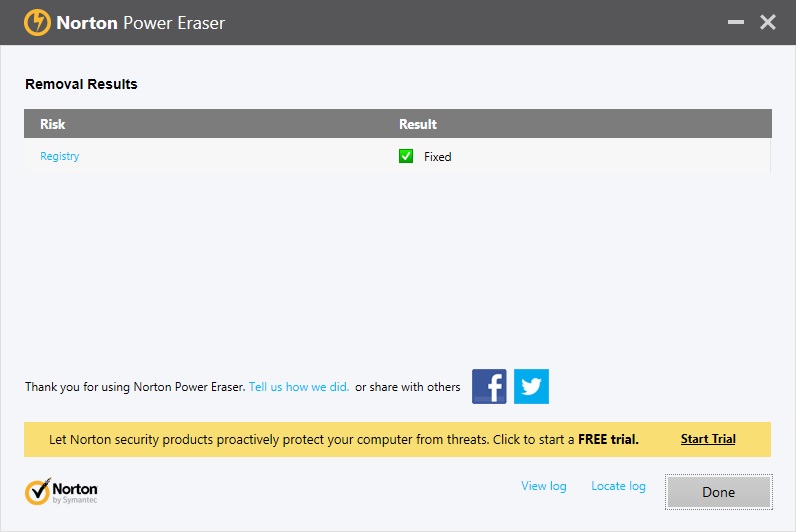 Norton Power Eraser
Removal Results
Risk Result
Registry Fixed
Thank you for using Norton Power Eraser. Tell us how we did. or share with others
Let Norton security products proactively protect your computer from threats. Click to start a FREE trial. Start Trial
Norton
by Symantec
View log Locate log Done